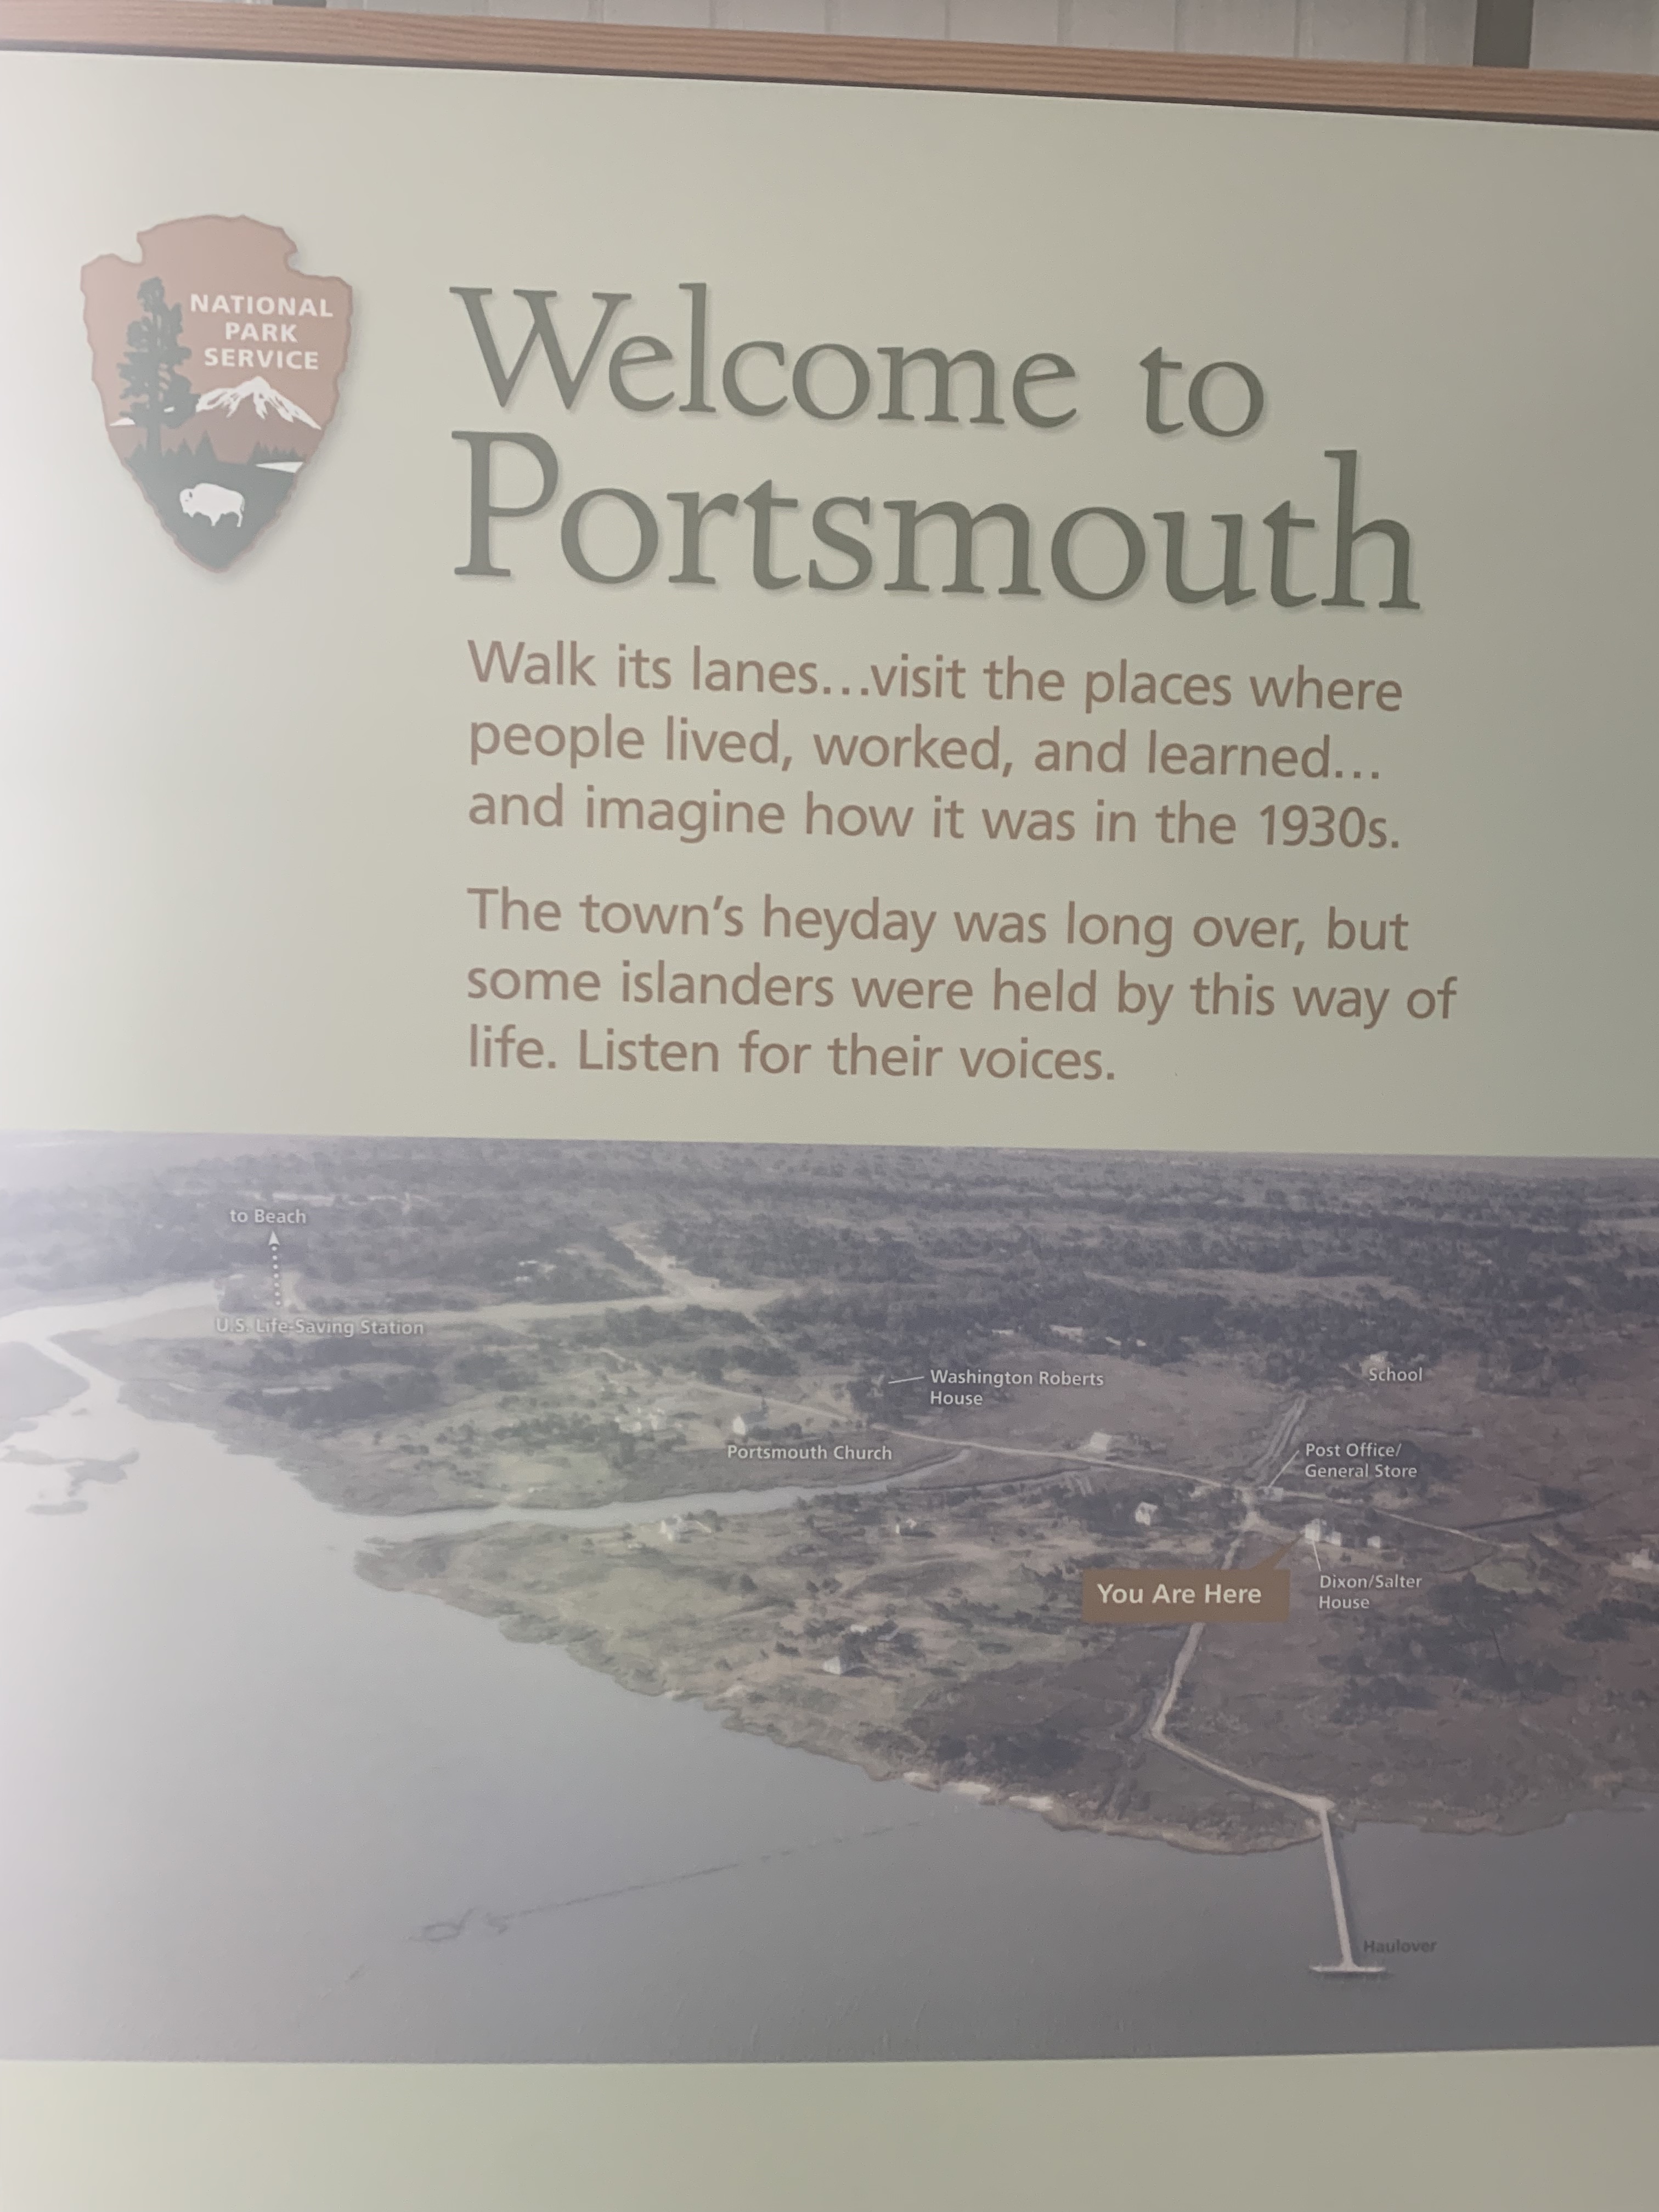 NATIONAL
PARK
SERVICE
Welcome to
Portsmouth
Walk its lanes...visit the places where
people lived, worked, and learned...
and imagine how it was in the 1930s.
The town's heyday was long over, but
some islanders were held by this way of
life. Listen for their voices.
to Beach
U.S. Life-Saving Station
Washington Roberts
House
School
Portsmouth Church
Post Office/
General Store
You Are Here
Dixon/Salter
House
Haulover